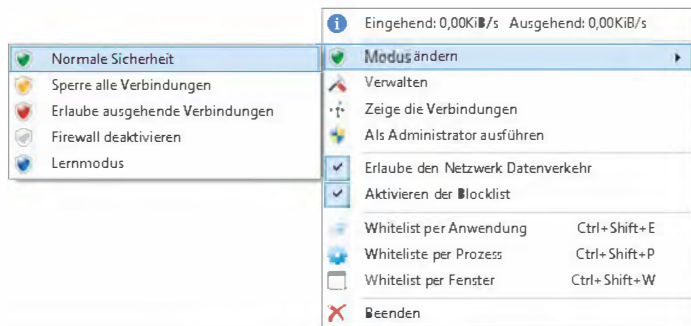 Eingehend: 0,00KiB/s Ausgehend: 0,00KiB/s
Modus ändern
Verwalten
Zeige die Verbindungen
Als Administrator ausführen
Erlaube den Netzwerk Datenverkehr
Aktivieren der Blocklist
Whitelist per Anwendung Ctrl+Shift+E
Whiteliste per Prozess Ctrl+Shift+P
Whitelist per Fenster Ctrl+Shift+W
Beenden
Normale Sicherheit
Sperre alle Verbindungen
Erlaube ausgehende Verbindungen
Firewall deaktivieren
Lernmodus